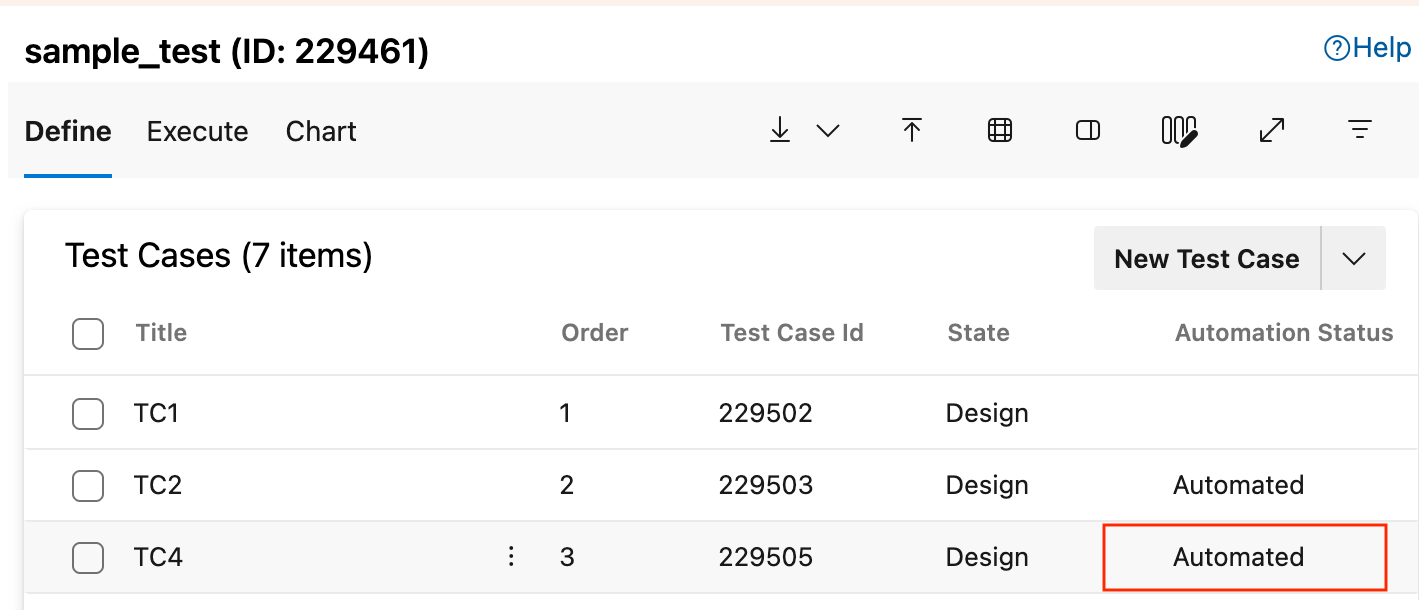 sample_test (ID: 229461)
Help
Define Execute Chart
Test Cases (7 items)
New Test Case
Title Order Test Case Id State Automation Status
TC1 1 229502 Design
TC2 2 229503 Design Automated
TC4 3 229505 Design Automated